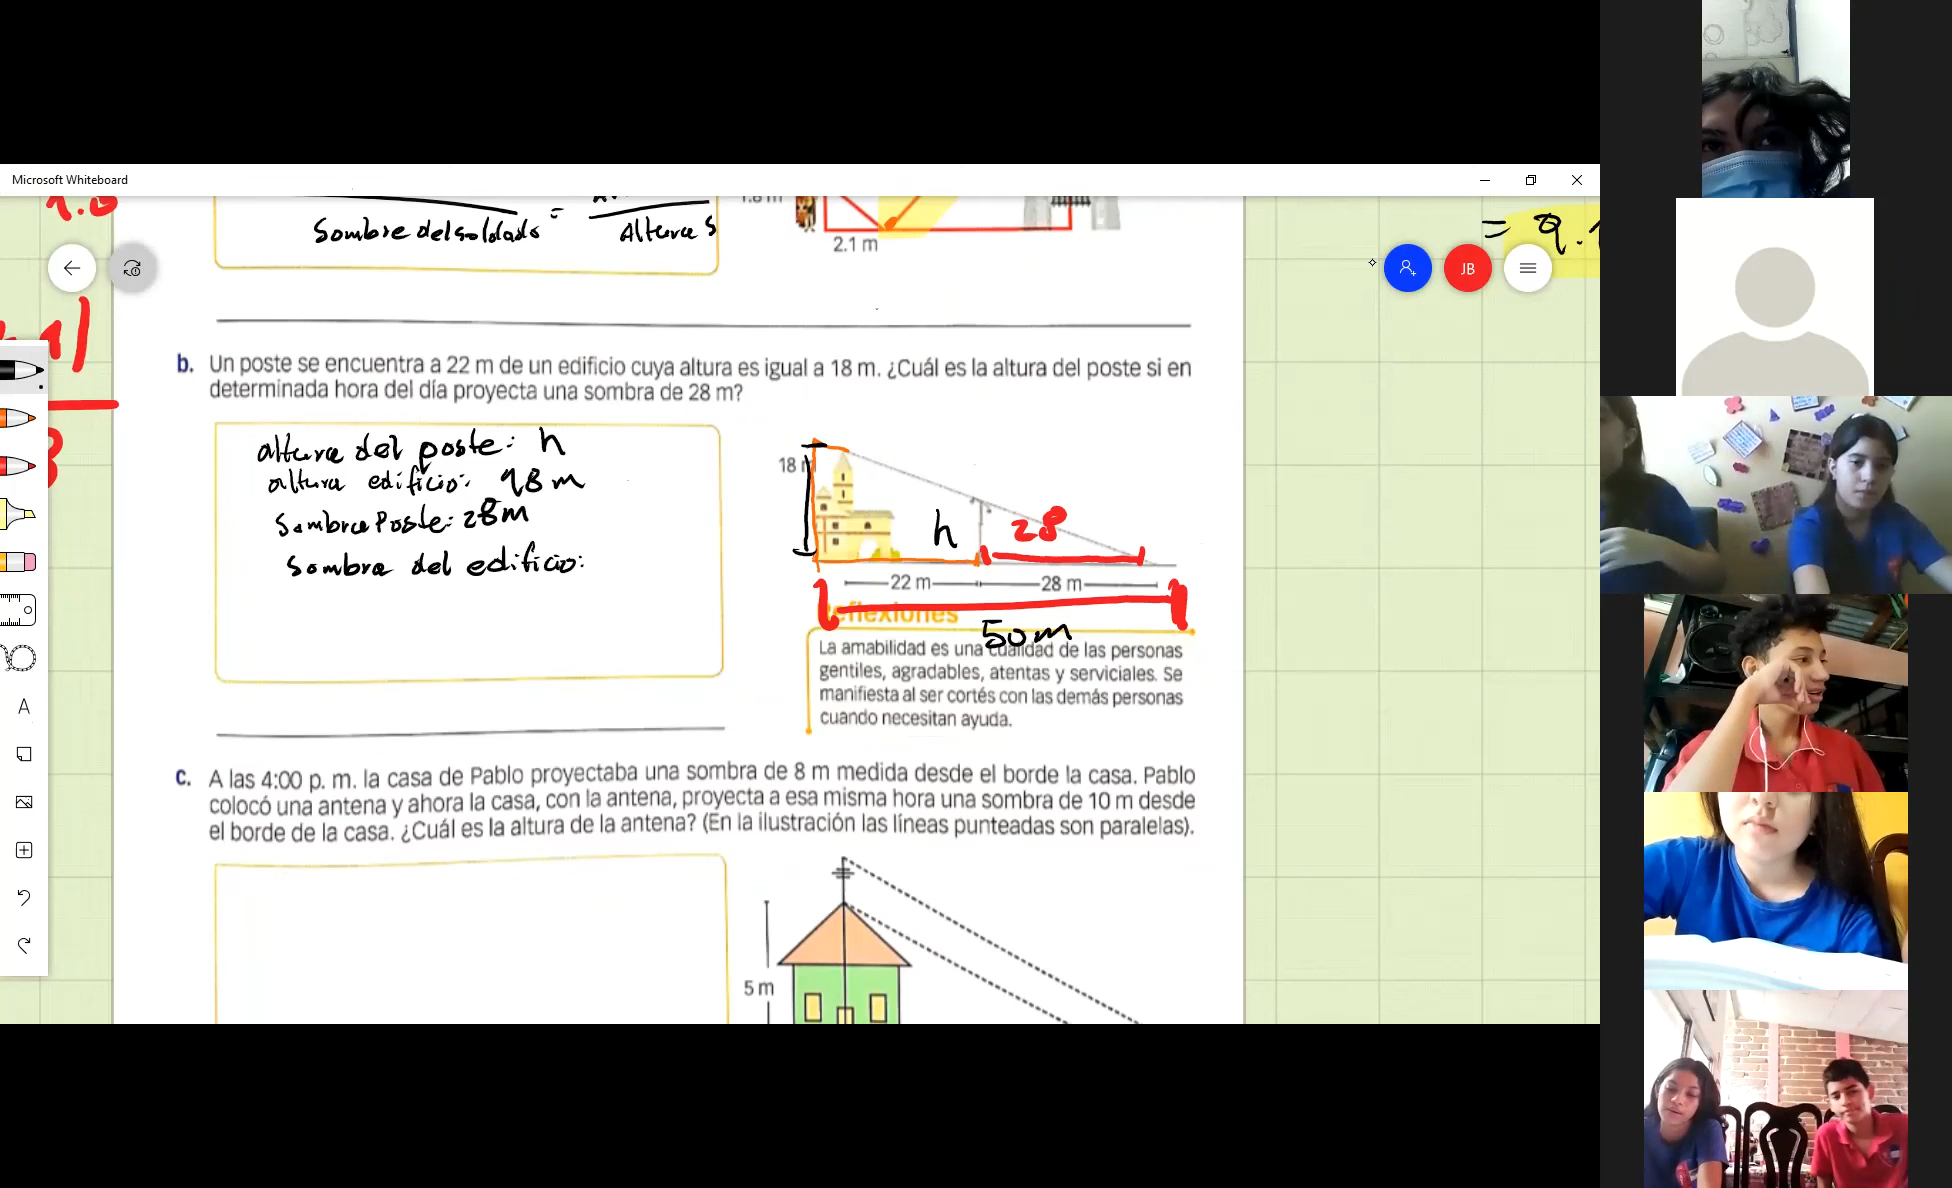 Microsoft Whiteboard
Sombre del soldado
=
Altura S
1.8 m
2.1 m
JB
b. Un poste se encuentra a 22 m de un edificio cuya altura es igual a 18 m. ¿Cuál es la altura del poste si en
determinada hora del día proyecta una sombra de 28 m?
altura del poste: h
altura edificio: 18 m
Sombra Poste: 28m
Sombra del edificio:
18
h
28
22 m
28 m
Reflexiones
50m
La amabilidad es una cualidad de las personas
gentiles, agradables, atentas y serviciales. Se
manifiesta al ser cortés con las demás personas
cuando necesitan ayuda.
c. A las 4:00 p. m. la casa de Pablo proyectaba una sombra de 8 m medida desde el borde la casa. Pablo
colocó una antena y ahora la casa, con la antena, proyecta a esa misma hora una sombra de 10 m desde
el borde de la casa. ¿Cuál es la altura de la antena? (En la ilustración las líneas punteadas son paralelas).
5 m